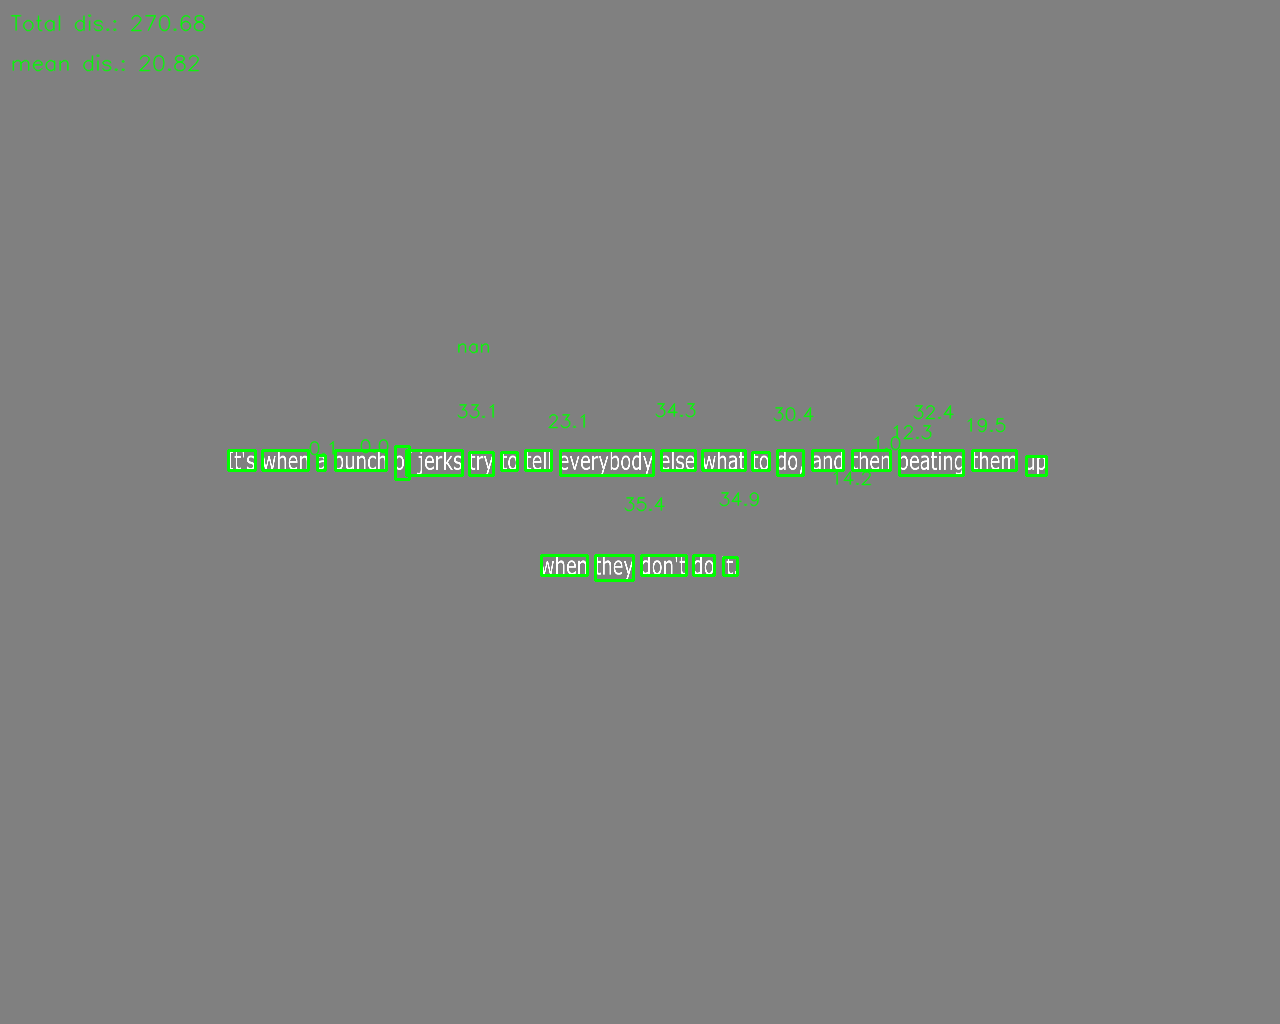 Total dis.: 270.68
mean dis.: 20.82
nan
33.1 23.1 34.3 30.4 32.4 12.3 19.5
0.1 0.0 1.0
It's when a bunch jerks try to tell everybody else what to do, and then beating them up
14.2
35.4 34.9
when they don't do